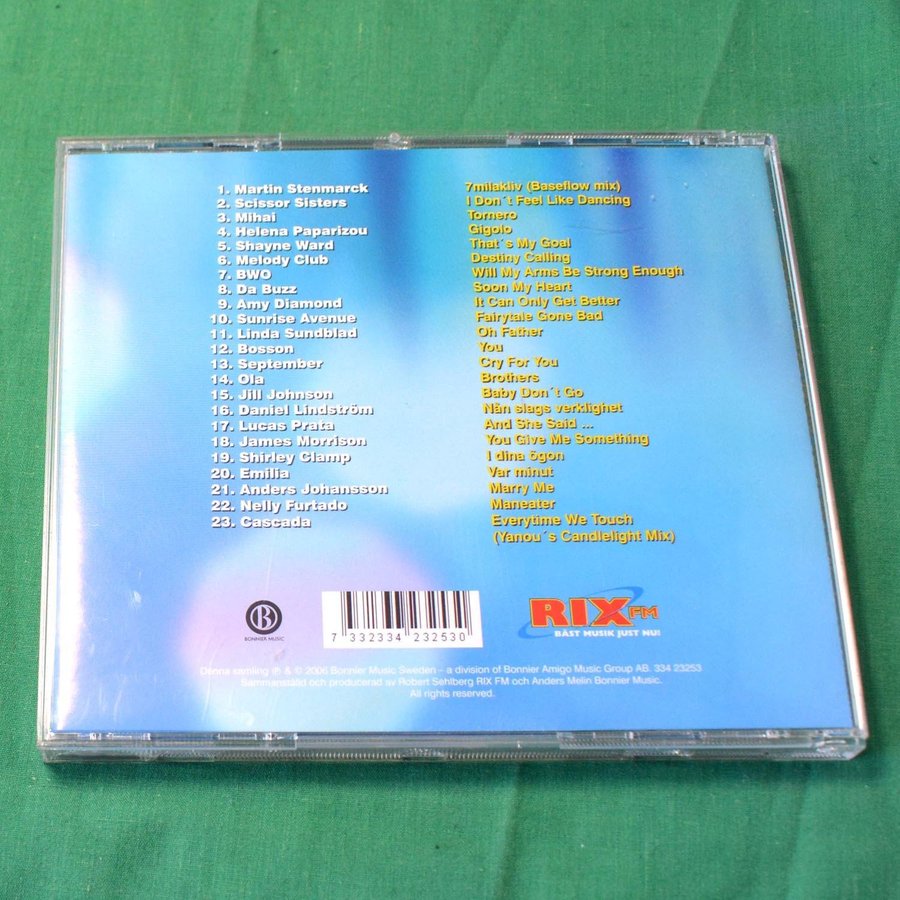 1. Martin Stenmarck 7milakliv (Baseflow mix)
2. Scissor Sisters I Don´t Feel Like Dancing
3. Mihai Tornero
4. Helena Paparizou Gigolo
5. Shayne Ward That´s My Goal
6. Melody Club Destiny Calling
7. BWO Will My Arms Be Strong Enough
8. Da Buzz Soon My Heart
9. Amy Diamond It Can Only Get Better
10. Sunrise Avenue Fairytale Gone Bad
11. Linda Sundblad Oh Father
12. Bosson You
13. September Cry For You
14. Ola Brothers
15. Jill Johnson Baby Don´t Go
16. Daniel Lindström Nån slags verklighet
17. Lucas Prata And She Said ...
18. James Morrison You Give Me Something
19. Shirley Clamp I dina ögon
20. Emilia Var minut
21. Anders Johansson Marry Me
22. Nelly Furtado Maneater
23. Cascada Everytime We Touch
(Yanou´s Candlelight Mix)
B
BONNIER MUSIC
7 332334 232530
RIX FM
BÄST MUSIK JUST NU!
Denna samling ℗ & © 2006 Bonnier Music Sweden – a division of Bonnier Amigo Music Group AB. 334 23253
Sammanställd och producerad av Robert Sehlberg RIX FM och Anders Melin Bonnier Music.
All rights reserved.